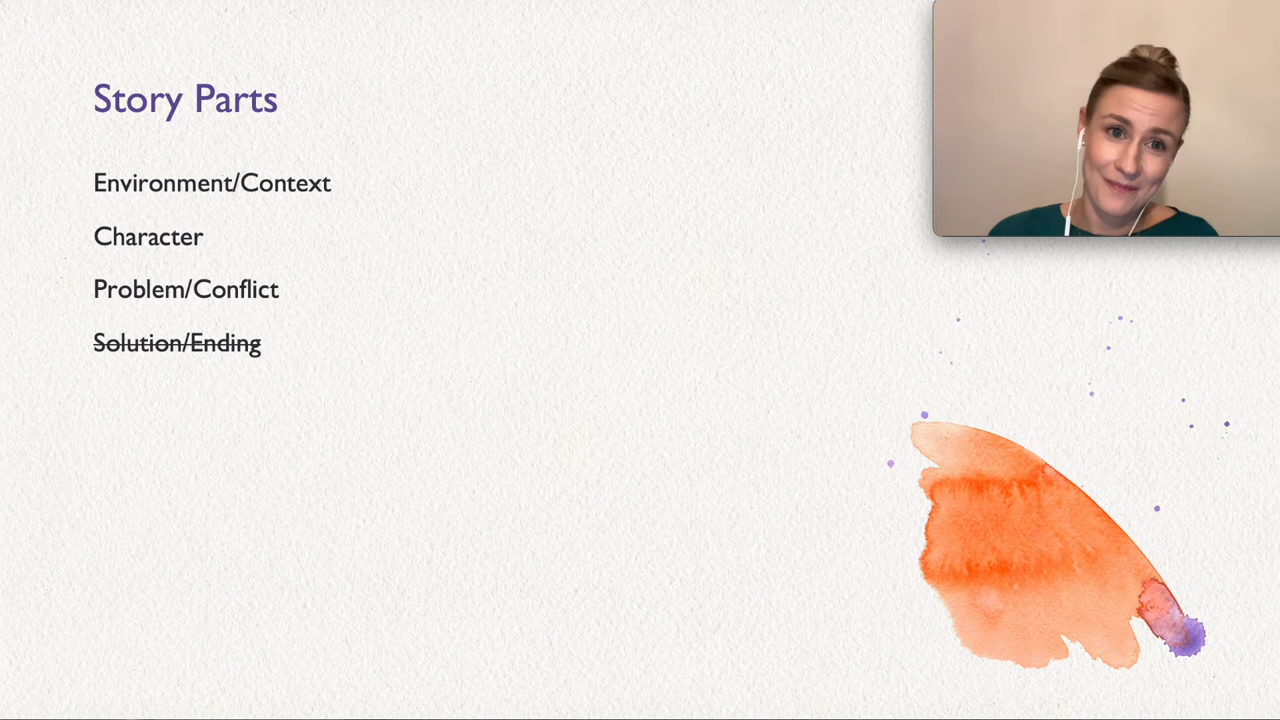 Story Parts
Environment/Context
Character
Problem/Conflict
Solution/Ending